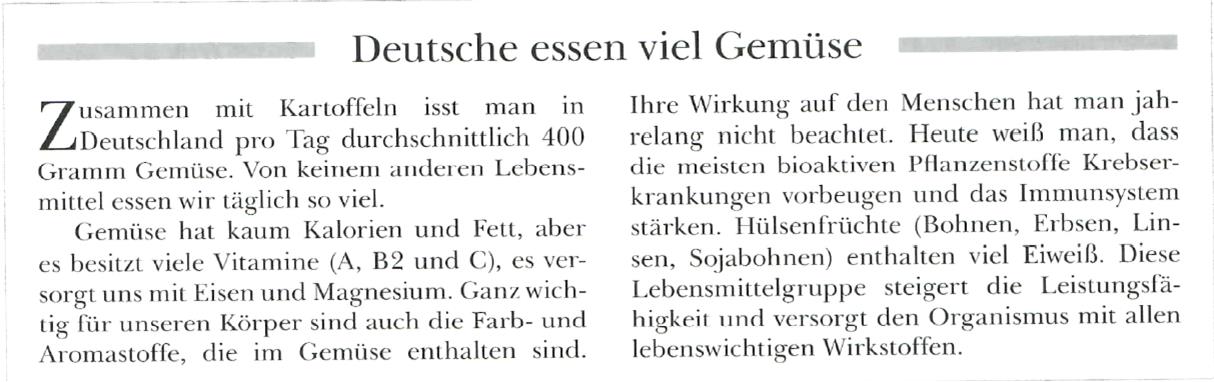 Deutsche essen viel Gemüse
Zusammen mit Kartoffeln isst man in
Deutschland pro Tag durchschnittlich 400
Gramm Gemüse. Von keinem anderen Lebens-
mittel essen wir täglich so viel.
Gemüse hat kaum Kalorien und Fett, aber
es besitzt viele Vitamine (A, B2 und C), es ver-
sorgt uns mit Eisen und Magnesium. Ganz wich-
tig für unseren Körper sind auch die Farb- und
Aromastoffe, die im Gemüse enthalten sind.
Ihre Wirkung auf den Menschen hat man jah-
relang nicht beachtet. Heute weiß man, dass
die meisten bioaktiven Pflanzenstoffe Krebser-
krankungen vorbeugen und das Immunsystem
stärken. Hülsenfrüchte (Bohnen, Erbsen, Lin-
sen, Sojabohnen) enthalten viel Eiweiß. Diese
Lebensmittelgruppe steigert die Leistungsfä-
higkeit und versorgt den Organismus mit allen
lebenswichtigen Wirkstoffen.